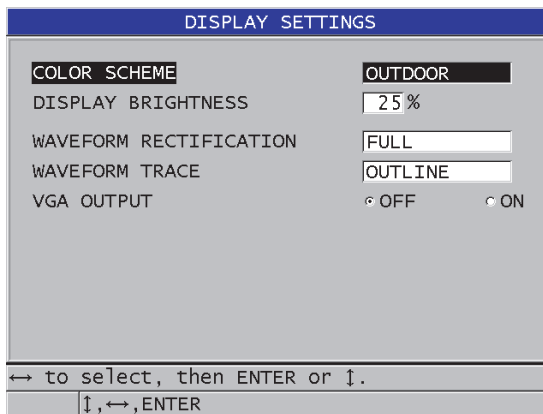 DISPLAY SETTINGS
COLOR SCHEME OUTDOOR
DISPLAY BRIGHTNESS 25%
WAVEFORM RECTIFICATION FULL
WAVEFORM TRACE OUTLINE
VGA OUTPUT OFF ON
↔ to select, then ENTER or ↕.
↕,↔,ENTER